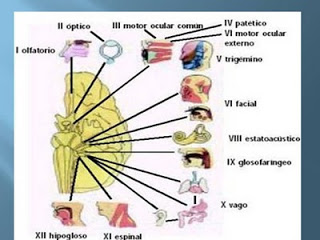 II óptico
III motor ocular común
IV patético
VI motor ocular
externo
I olfatorio
V trigémino
VI facial
VIII estatoacústico
IX glosofaríngeo
X vago
XII hipogloso
XI espinal